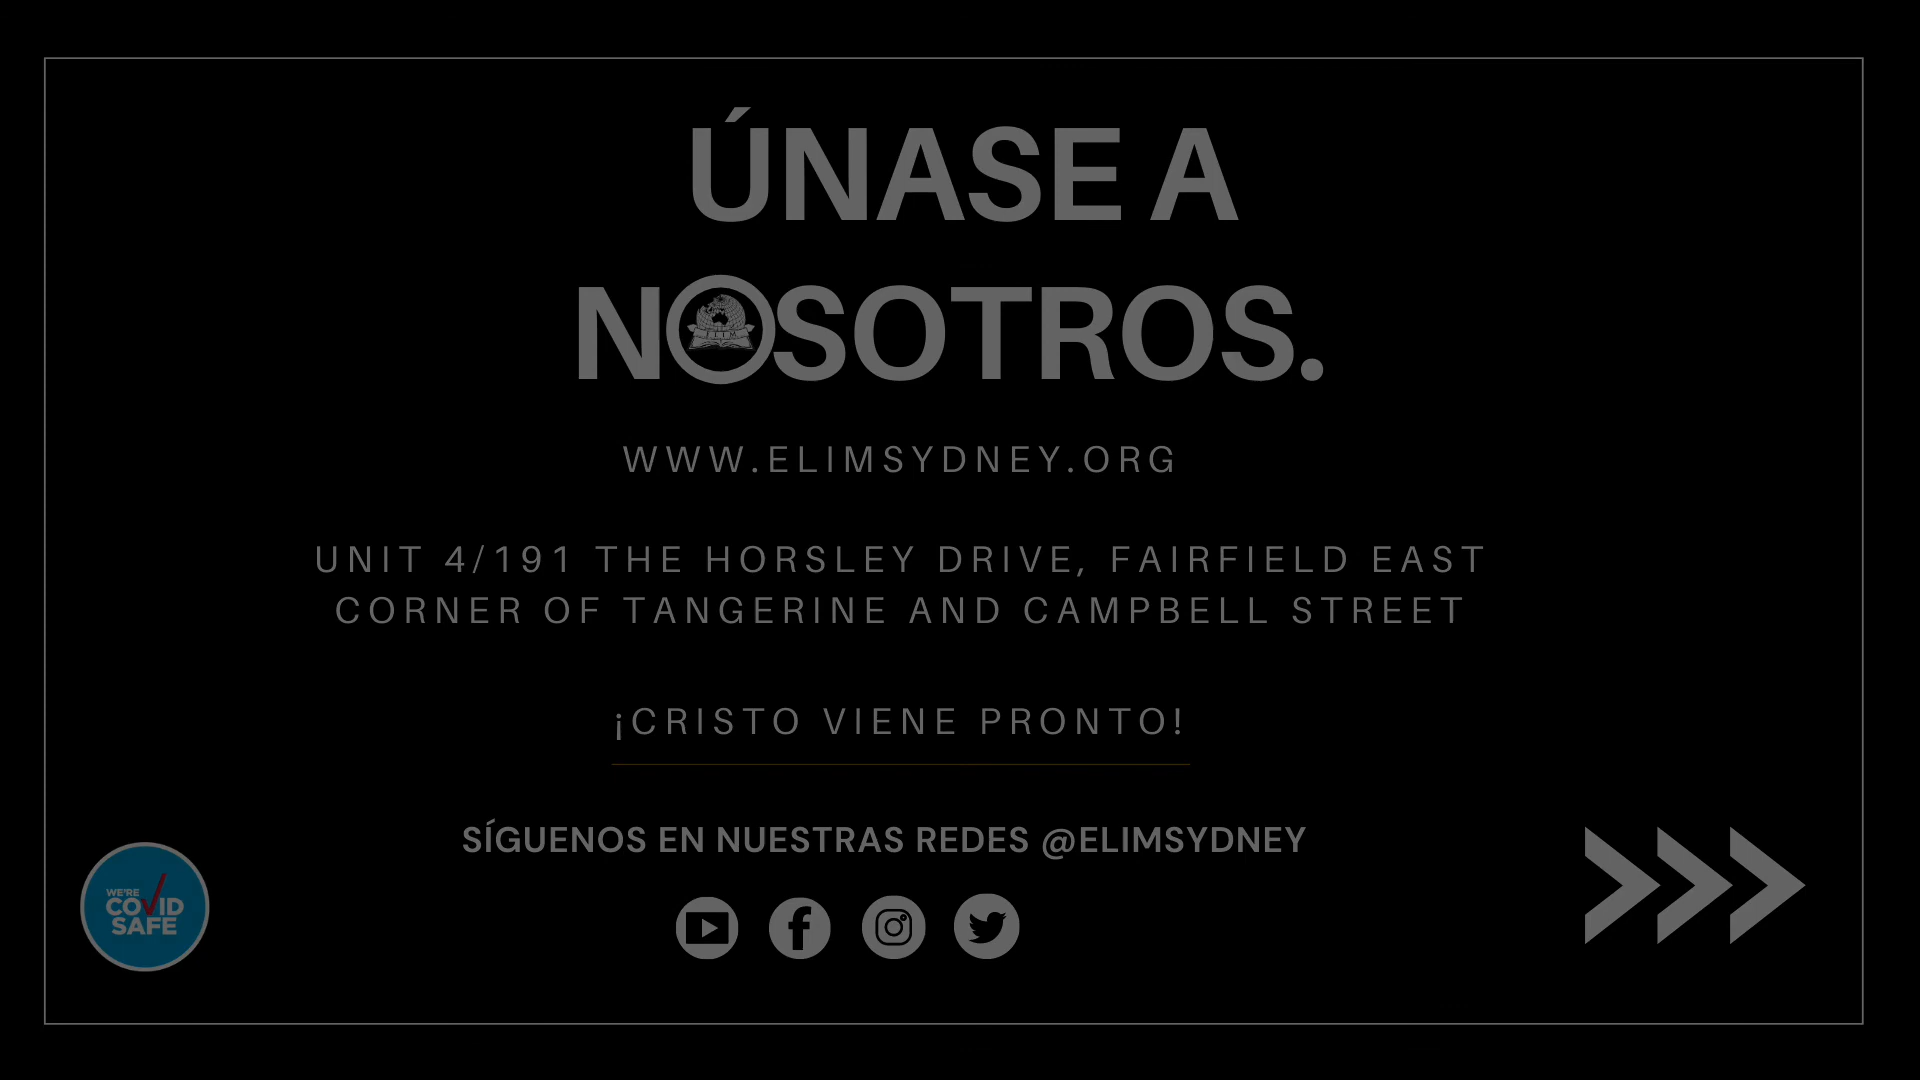 ÚNASE A
NOSOTROS.
ELIM
WWW.ELIMSYDNEY.ORG
UNIT 4/191 THE HORSLEY DRIVE, FAIRFIELD EAST
CORNER OF TANGERINE AND CAMPBELL STREET
¡CRISTO VIENE PRONTO!
SÍGUENOS EN NUESTRAS REDES @ELIMSYDNEY
WE'RE
COVID
SAFE